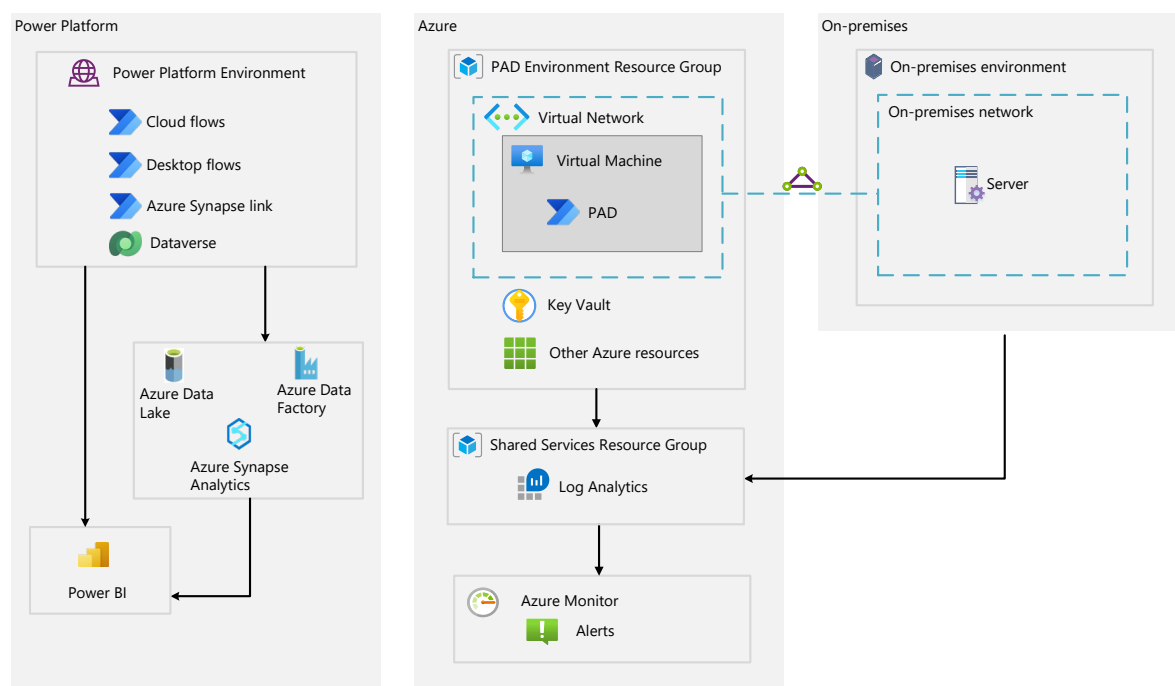 Power Platform
Power Platform Environment
Cloud flows
Desktop flows
Azure Synapse link
Dataverse
Azure Data
Lake
Azure Data
Factory
Azure Synapse
Analytics
Power BI
Azure
PAD Environment Resource Group
Virtual Network
Virtual Machine
PAD
Key Vault
Other Azure resources
Shared Services Resource Group
Log Analytics
Azure Monitor
Alerts
On-premises
On-premises environment
On-premises network
Server